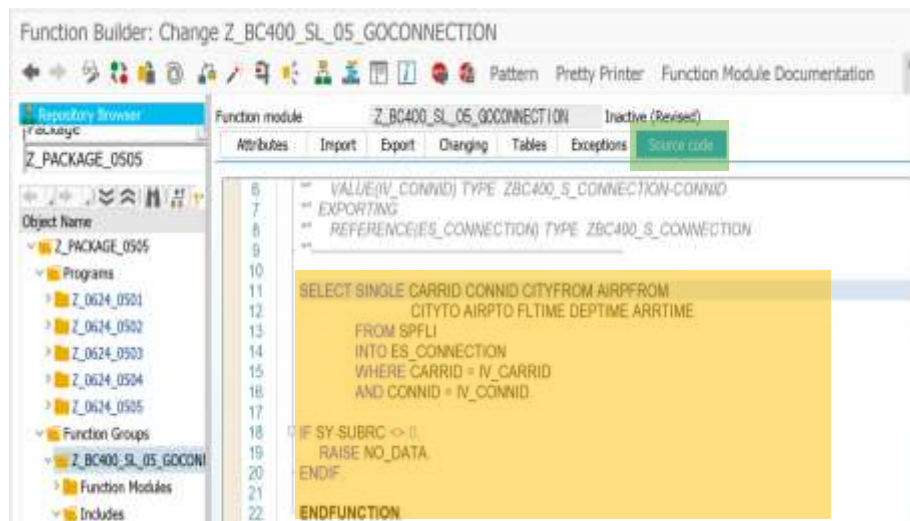 Function Builder: Change Z_BC400_SL_05_GOCONNECTION
Pattern Pretty Printer Function Module Documentation
Repository Browser
Package
Z_PACKAGE_0505
Object Name
Z_PACKAGE_0505
Programs
Z_0624_0501
Z_0624_0502
Z_0624_0503
Z_0624_0504
Z_0624_0505
Function Groups
Z_BC400_SL_05_GOCONI
Function Modules
Includes
Function module Z_BC400_SL_05_GOCONNECTION Inactive (Revised)
Attributes Import Export Changing Tables Exceptions Source code
6 *" VALUE(IV_CONNID) TYPE ZBC400_S_CONNECTION-CONNID
7 *" EXPORTING
8 *" REFERENCE(ES_CONNECTION) TYPE ZBC400_S_CONNECTION
9 *"
10
11 SELECT SINGLE CARRID CONNID CITYFROM AIRPFROM
12 CITYTO AIRPTO FLTIME DEPTIME ARRTIME
13 FROM SPFLI
14 INTO ES_CONNECTION
15 WHERE CARRID = IV_CARRID
16 AND CONNID = IV_CONNID.
17
18 IF SY-SUBRC <> 0.
19 RAISE NO_DATA.
20 ENDIF.
21
22 ENDFUNCTION.